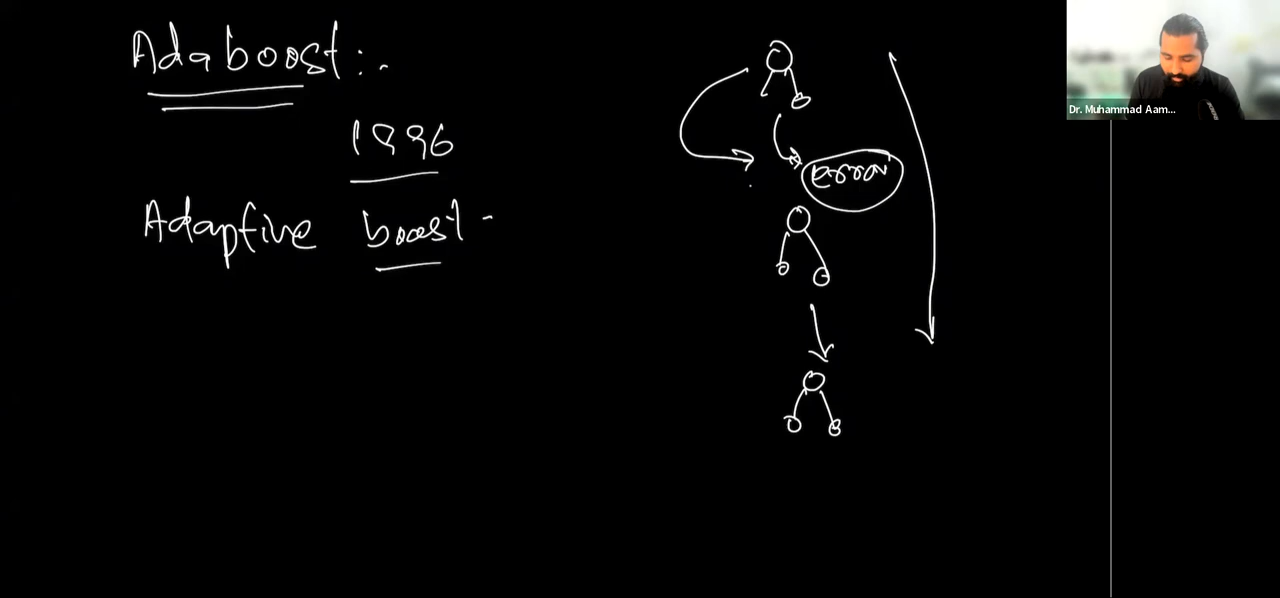 Adaboost :.
1996
Adaptive boost -
error
Dr. Muhammad Aam...